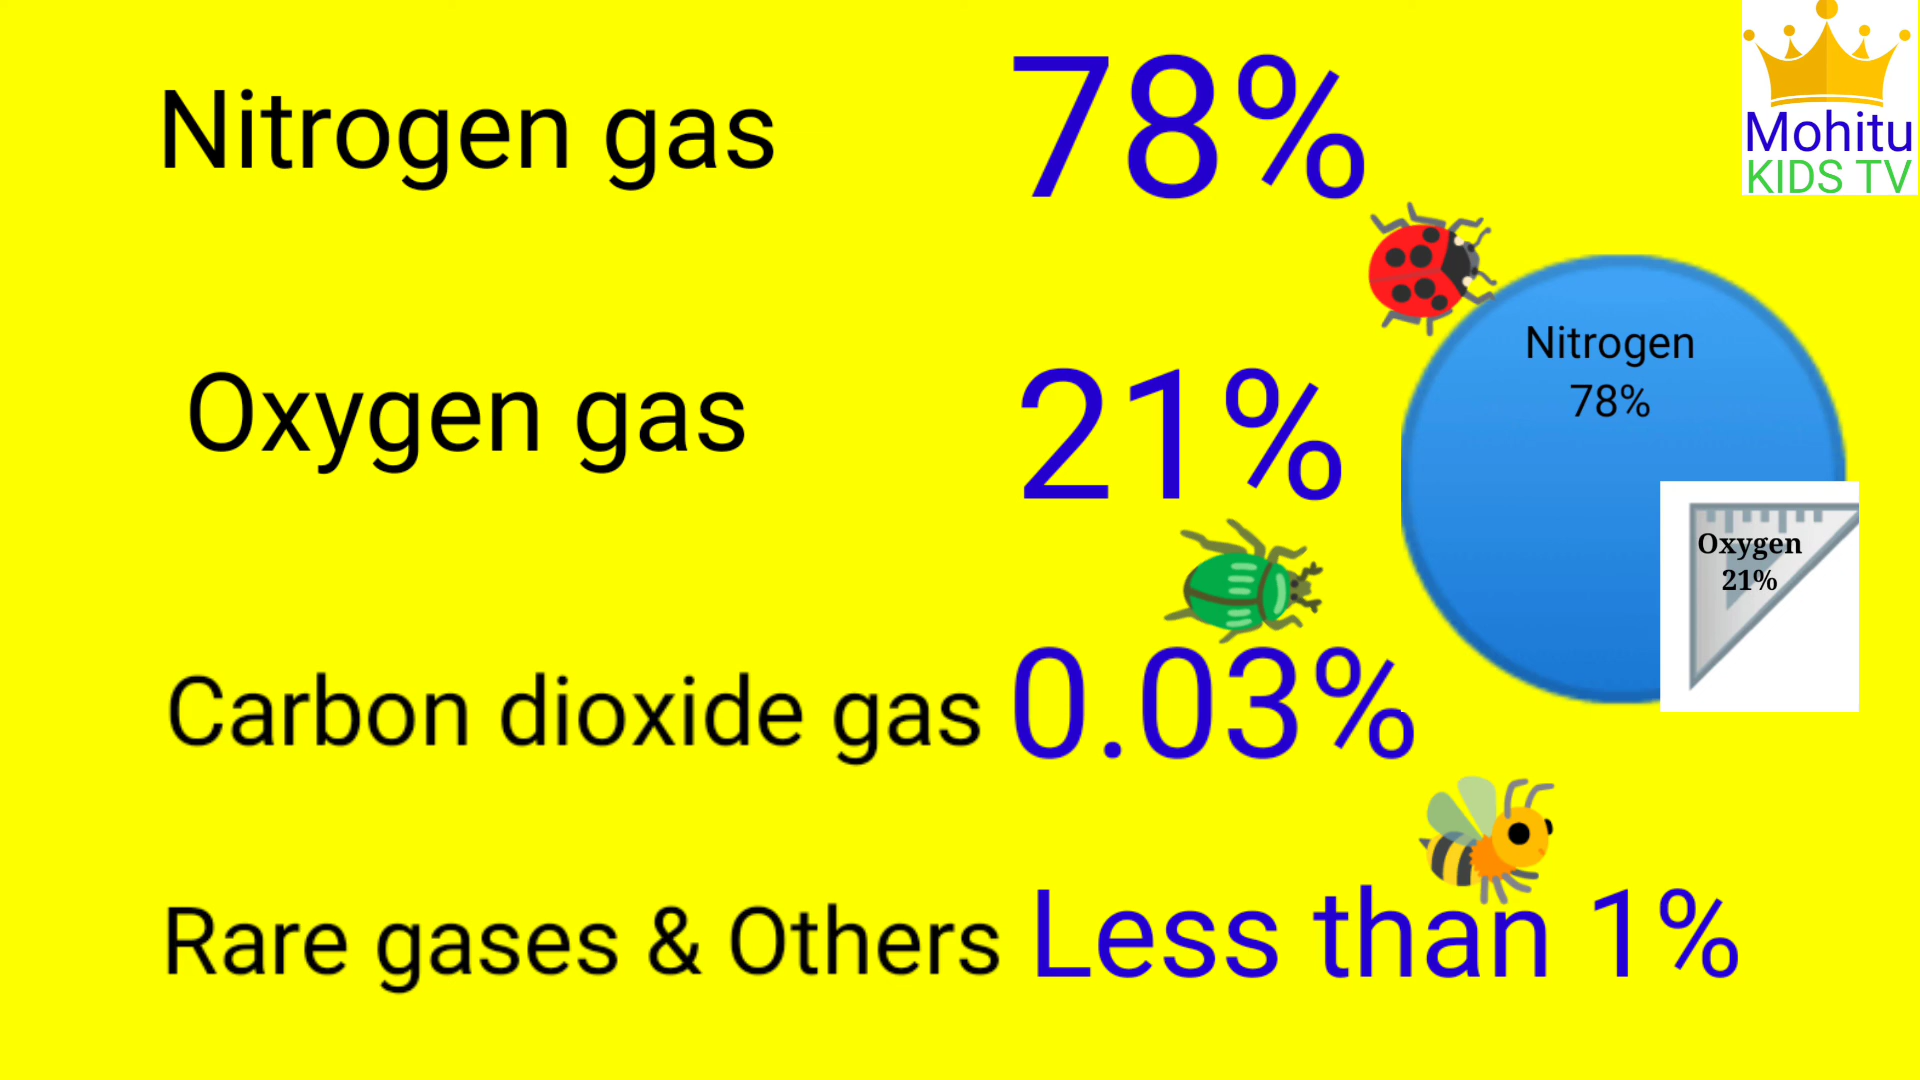 Nitrogen gas 78%
Oxygen gas 21%
Carbon dioxide gas 0.03%
Rare gases & Others Less than 1%
Mohitu
KIDS TV
Nitrogen
78%
Oxygen
21%